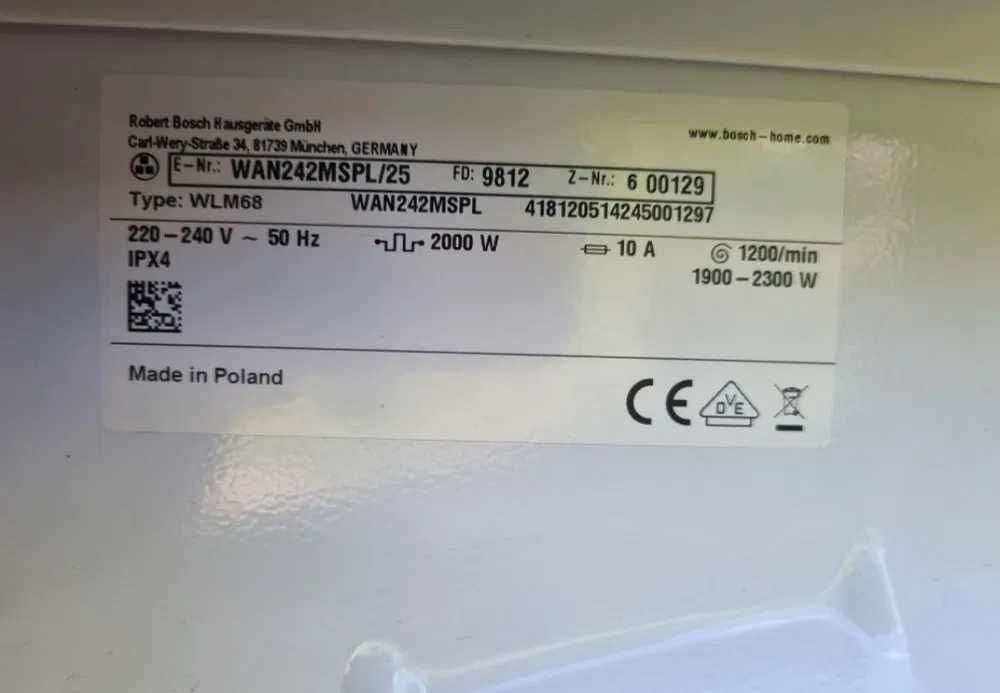 Robert Bosch Hausgeräte GmbH
www.bosch-home.com
Carl-Wery-Straße 34, 81739 München, GERMANY
E-Nr.: WAN242MSPL/25 FD: 9812 Z-Nr.: 6 00129
Type: WLM68 WAN242MSPL 418120514245001297
220-240 V ~ 50 Hz 2000 W 10 A 1200/min
IPX4 1900-2300 W
Made in Poland
CE DVE